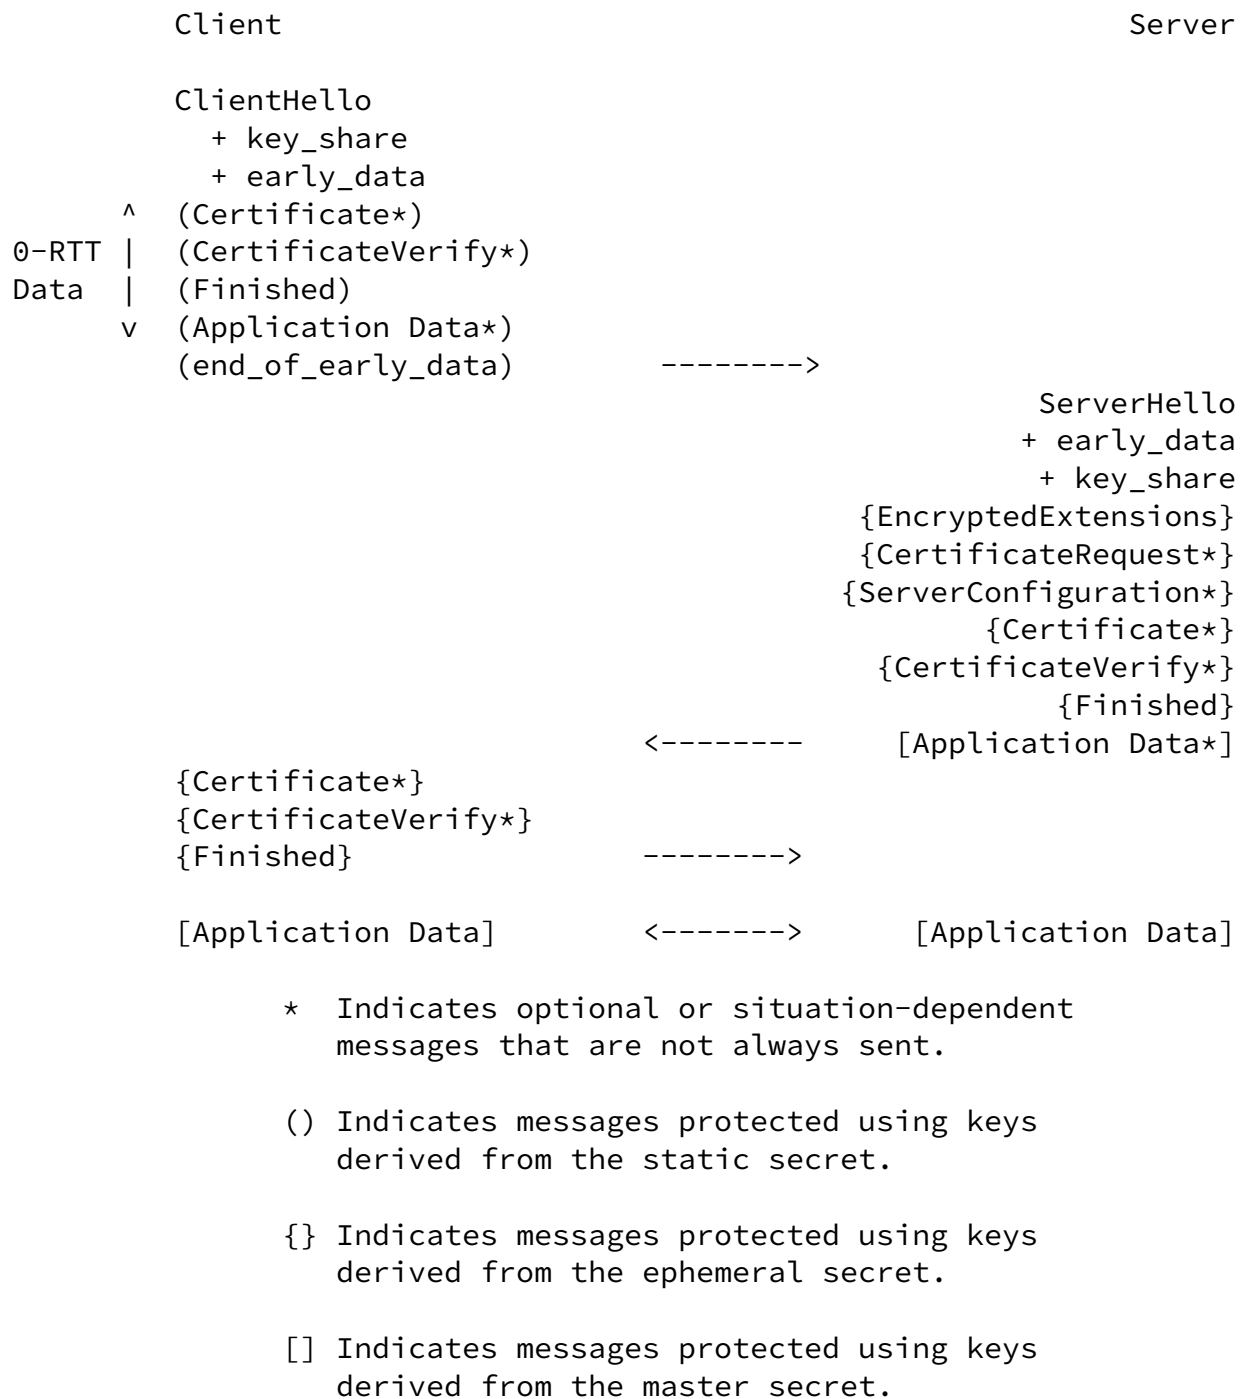 Client                                               Server

ClientHello
  + key_share
  + early_data
^  (Certificate*)
0-RTT |  (CertificateVerify*)
Data  |  (Finished)
v  (Application Data*)
(end_of_early_data)        -------->
ServerHello
+ early_data
+ key_share
{EncryptedExtensions}
{CertificateRequest*}
{ServerConfiguration*}
{Certificate*}
{CertificateVerify*}
{Finished}
<--------     [Application Data*]
{Certificate*}
{CertificateVerify*}
{Finished}                -------->

[Application Data]        <------->      [Application Data]

*  Indicates optional or situation-dependent
messages that are not always sent.

() Indicates messages protected using keys
derived from the static secret.

{} Indicates messages protected using keys
derived from the ephemeral secret.

[] Indicates messages protected using keys
derived from the master secret.